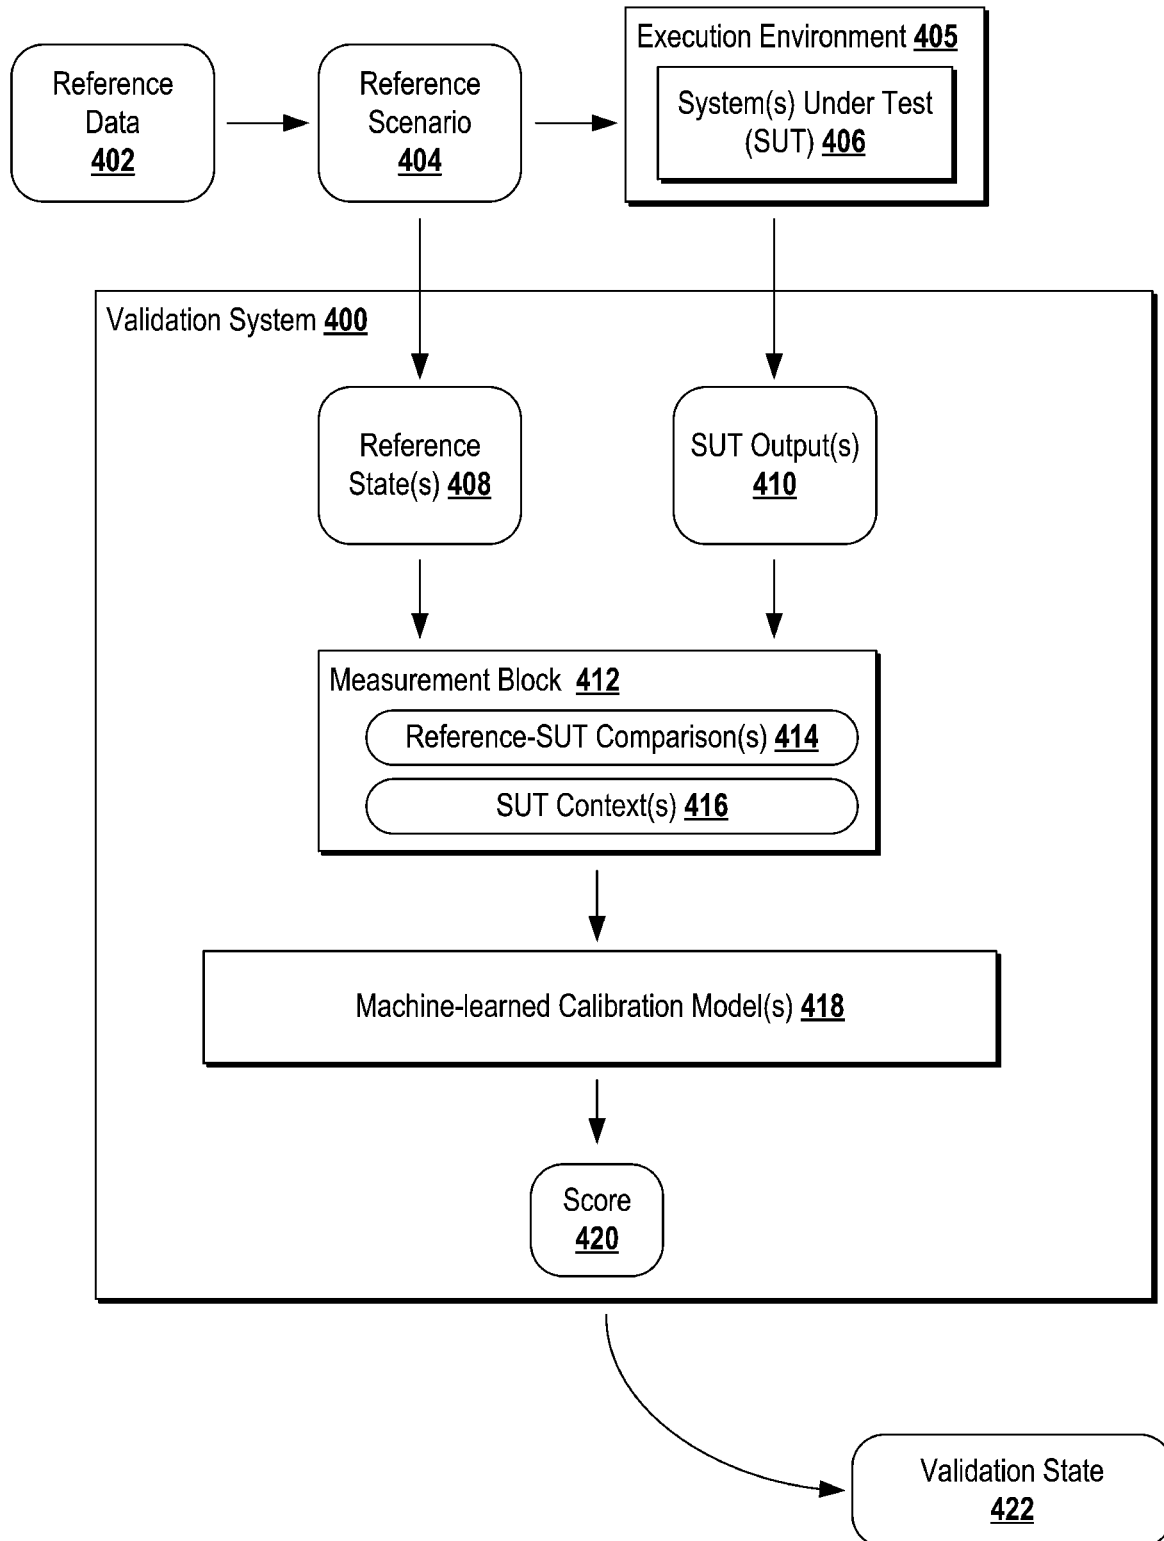 Reference
Data
402
Reference
Scenario
404
Execution Environment 405
System(s) Under Test
(SUT) 406
Validation System 400
Reference
State(s) 408
SUT Output(s)
410
Measurement Block 412
Reference-SUT Comparison(s) 414
SUT Context(s) 416
Machine-learned Calibration Model(s) 418
Score
420
Validation State
422